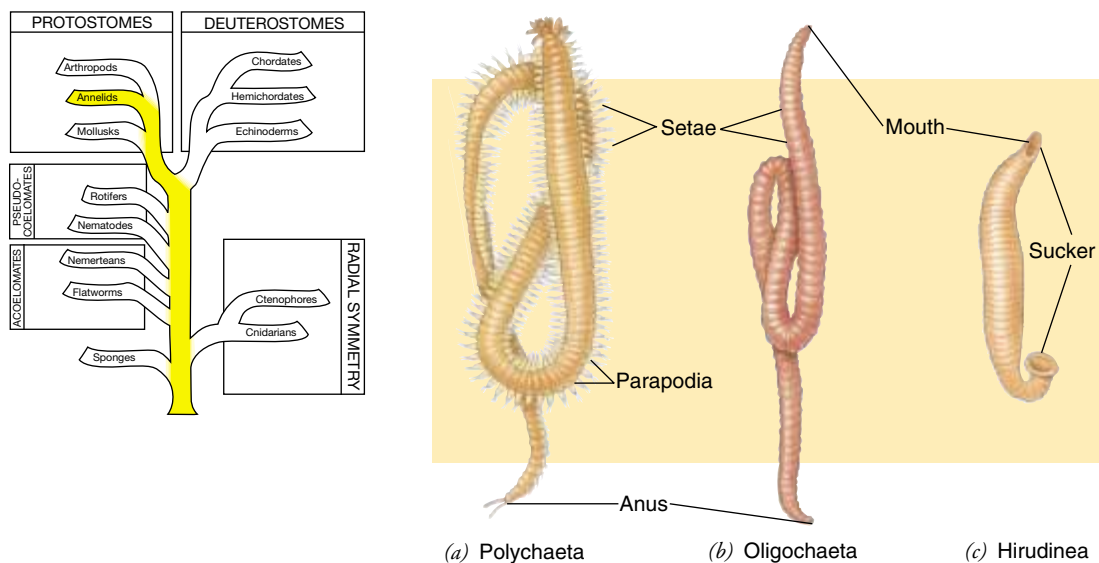 PROTOSTOMES
DEUTEROSTOMES
Arthropods
Chordates
Annelids
Hemichordates
Mollusks
Echinoderms
PSEUDO-
COELOMATES
Rotifers
Nematodes
ACOELOMATES
Nemerteans
Flatworms
RADIAL SYMMETRY
Ctenophores
Cnidarians
Sponges
Setae
Mouth
Sucker
Parapodia
Anus
(a) Polychaeta
(b) Oligochaeta
(c) Hirudinea